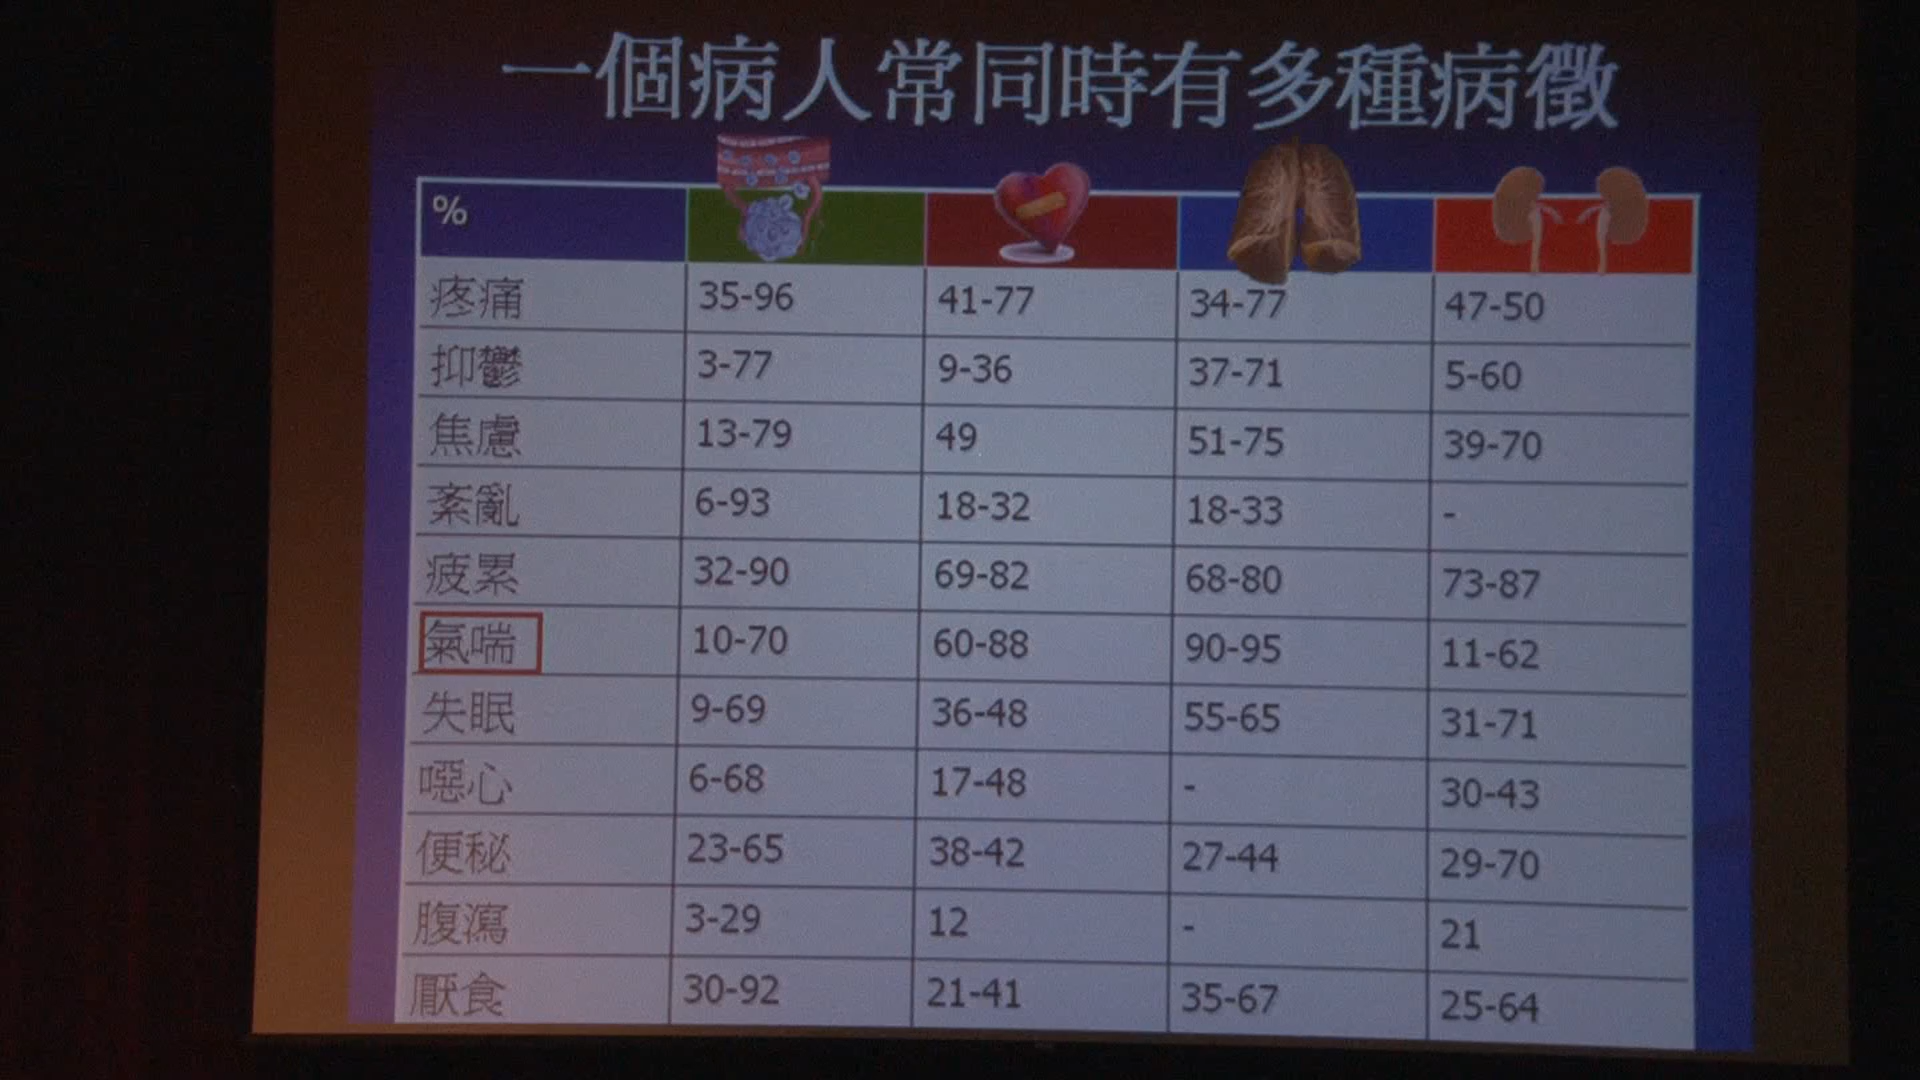 一個病人常同時有多種病徵
%
疼痛 35-96 41-77 34-77 47-50
抑鬱 3-77 9-36 37-71 5-60
焦慮 13-79 49 51-75 39-70
紊亂 6-93 18-32 18-33 -
疲累 32-90 69-82 68-80 73-87
氣喘 10-70 60-88 90-95 11-62
失眠 9-69 36-48 55-65 31-71
噁心 6-68 17-48 - 30-43
便秘 23-65 38-42 27-44 29-70
腹瀉 3-29 12 - 21
厭食 30-92 21-41 35-67 25-64